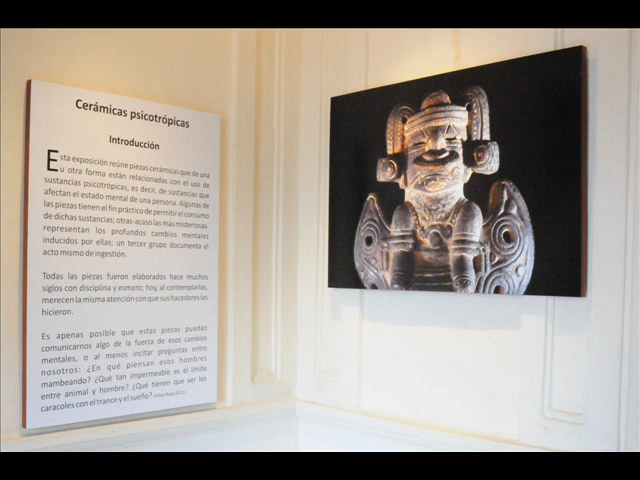 Cerámicas psicotrópicas
Introducción
Esta exposición reúne piezas cerámicas que de una
u otra forma están relacionadas con el uso de
sustancias psicotrópicas, es decir, de sustancias que
afectan el estado mental de una persona. Algunas de
las piezas tienen el fin práctico de permitir el consumo
de dichas sustancias; otras-acaso las más misteriosas-
representan los profundos cambios mentales
inducidos por ellas; un tercer grupo documenta el
acto mismo de ingestión.
Todas las piezas fueron elaborados hace muchos
siglos con disciplina y esmero; hoy, al contemplarlas,
merecen la misma atención con que sus hacedores las
hicieron.
Es apenas posible que estas piezas puedan
comunicarnos algo de la fuerza de esos cambios
mentales, o al menos incitar preguntas entre
nosotros: ¿En qué piensan esos hombres
mambeando? ¿Qué tan impermeable es el límite
entre animal y hombre? ¿Qué tienen que ver los
caracoles con el trance y el sueño?